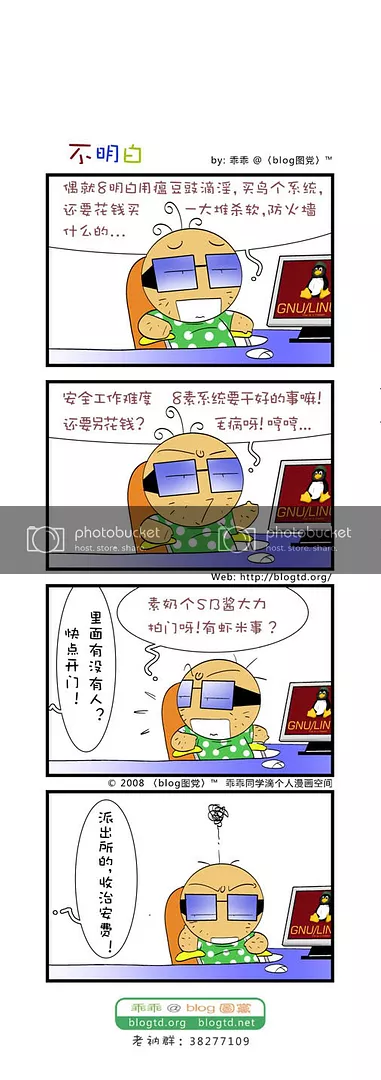 不明白
by: 乖乖 @〈blog图党〉™
偶就8明白用瘟豆豉滴淫,买鸟个系统,
还要花钱买 一大堆杀软,防火墙
什么的...
GNU/LINU
安全工作难度 8素系统要干好的事嘛!
还要另花钱? 毛病呀!哼哼...
photobucket
host. store. share.
photobucket
host. store. share.
Web: http://blogtd.org/
素奶个SB酱大力
拍门呀!有虾米事?
里面有没有人?
快点开门!
GNU/LINU
© 2008 〈blog图党〉™ 乖乖同学滴个人漫画空间
派出所的,收治安费!
GNU/LINU
乖乖 @ blog 图党
blogtd.org blogtd.net
老衲群: 38277109